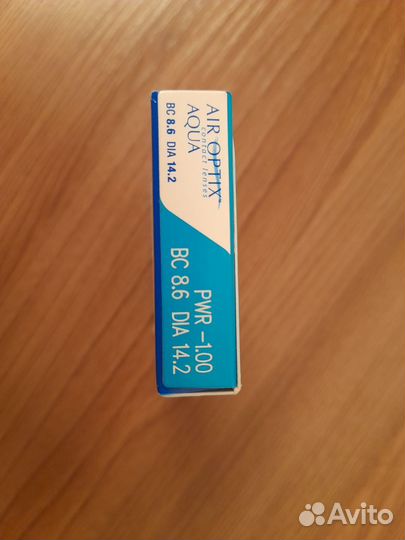 AIR OPTIX
contact lenses
AQUA
BC 8.6 DIA 14.2
PWR -1.00
BC 8.6 DIA 14.2
Avito